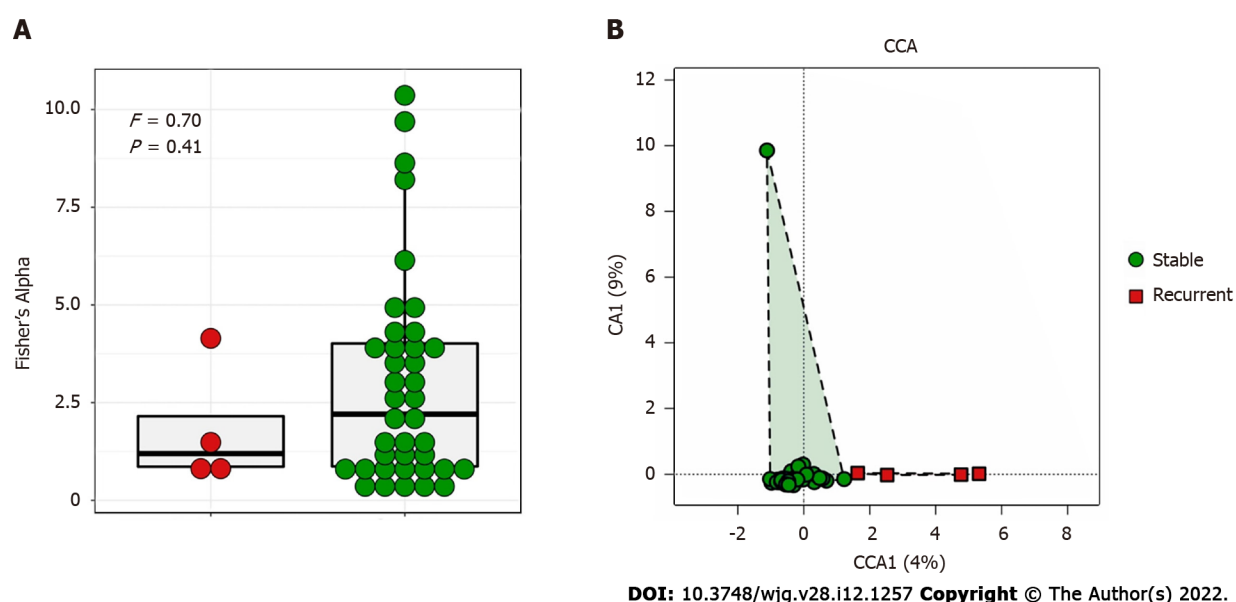 A
F = 0.70
P = 0.41
10.0
7.5
5.0
2.5
0
Fisher's Alpha
B
CCA
12
10
8
6
4
2
0
CA1 (9%)
-2
0
2
4
6
8
CCA1 (4%)
Stable
Recurrent
DOI: 10.3748/wjg.v28.i12.1257 Copyright © The Author(s) 2022.